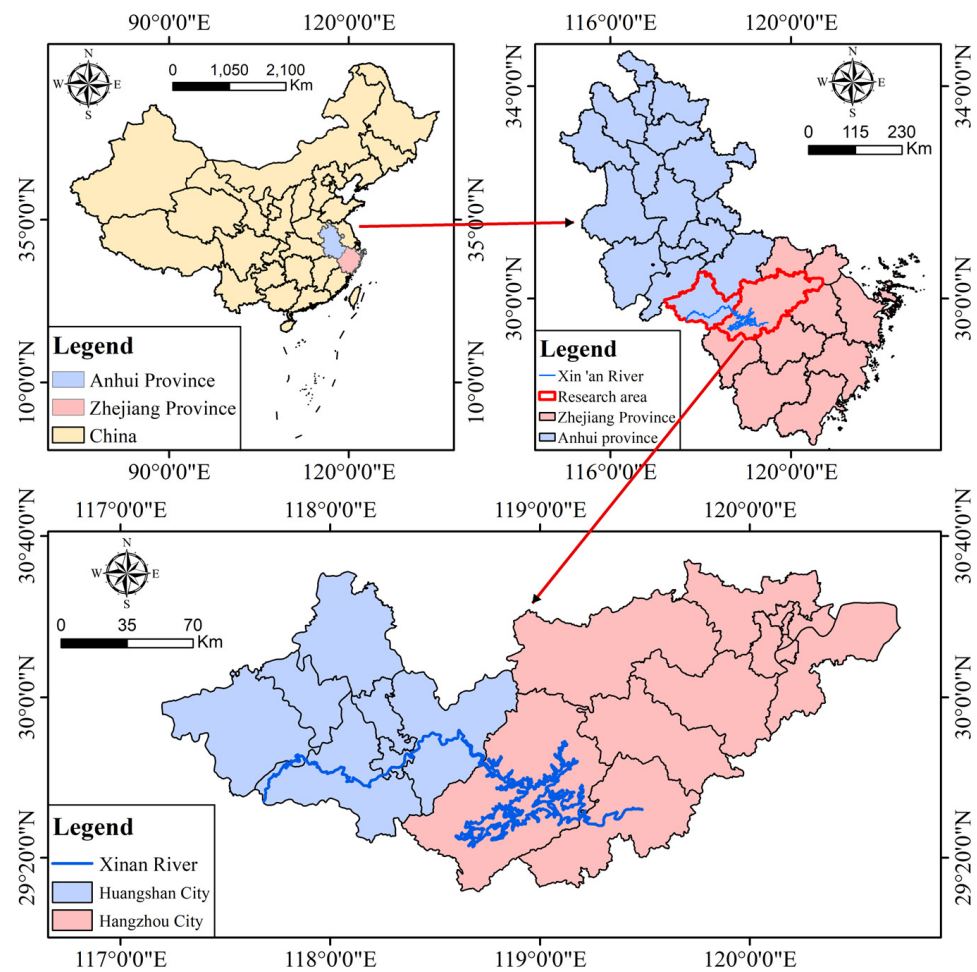 90°0'0"E 120°0'0"E
116°0'0"E 120°0'0"E
N
W E
S
0 1,050 2,100
Km
35°0'0"N
10°0'0"N
35°0'0"N
10°0'0"N
Legend
Anhui Province
Zhejiang Province
China
90°0'0"E 120°0'0"E
N
W E
S
0 115 230
Km
34°0'0"N
30°0'0"N
34°0'0"N
30°0'0"N
Legend
Xin 'an River
Research area
Zhejiang Province
Anhui province
116°0'0"E 120°0'0"E
117°0'0"E 118°0'0"E 119°0'0"E 120°0'0"E
N
W E
S
0 35 70
Km
30°40'0"N
30°0'0"N
29°20'0"N
30°40'0"N
30°0'0"N
29°20'0"N
Legend
Xinan River
Huangshan City
Hangzhou City
117°0'0"E 118°0'0"E 119°0'0"E 120°0'0"E